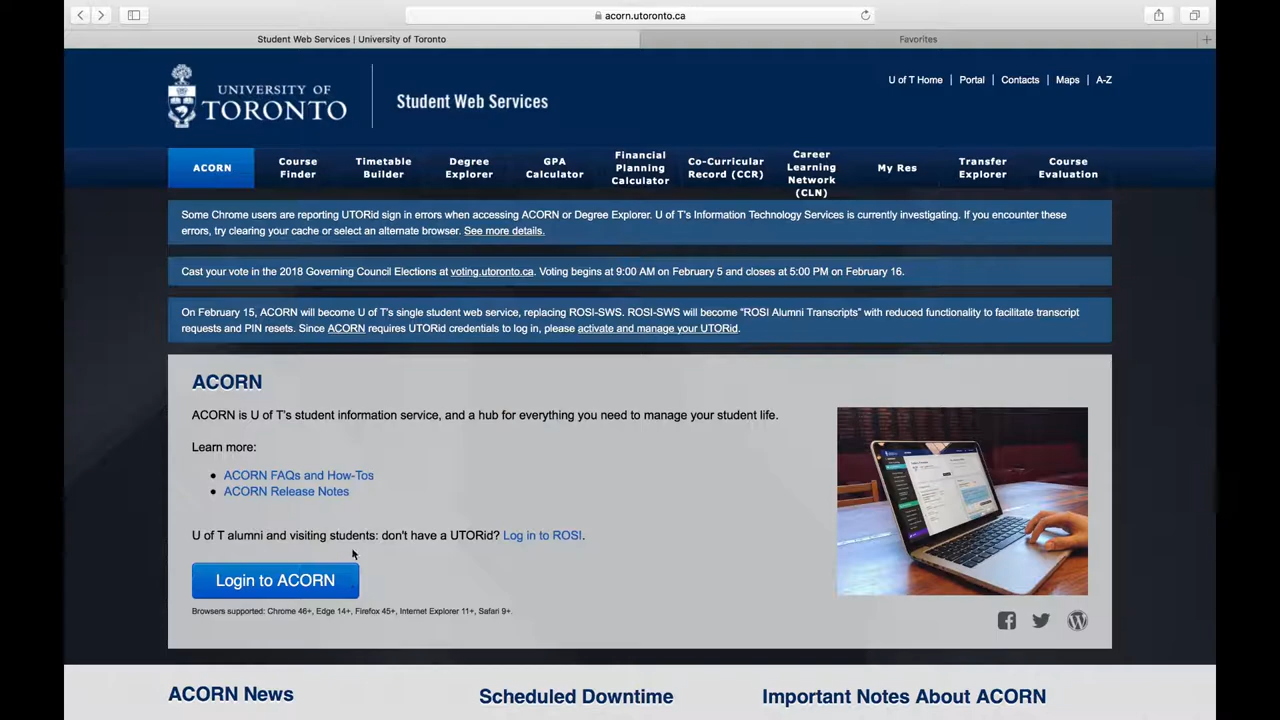 acorn.utoronto.ca
Student Web Services | University of Toronto
Favorites
UNIVERSITY OF
TORONTO
Student Web Services
U of T Home | Portal | Contacts | Maps | A-Z
ACORN
Course
Finder
Timetable
Builder
Degree
Explorer
GPA
Calculator
Financial
Planning
Calculator
Co-Curricular
Record (CCR)
Career
Learning
Network
(CLN)
My Res
Transfer
Explorer
Course
Evaluation
Some Chrome users are reporting UTORid sign in errors when accessing ACORN or Degree Explorer. U of T's Information Technology Services is currently investigating. If you encounter these
errors, try clearing your cache or select an alternate browser. See more details.
Cast your vote in the 2018 Governing Council Elections at voting.utoronto.ca. Voting begins at 9:00 AM on February 5 and closes at 5:00 PM on February 16.
On February 15, ACORN will become U of T's single student web service, replacing ROSI-SWS. ROSI-SWS will become "ROSI Alumni Transcripts" with reduced functionality to facilitate transcript
requests and PIN resets. Since ACORN requires UTORid credentials to log in, please activate and manage your UTORid.
ACORN
ACORN is U of T's student information service, and a hub for everything you need to manage your student life.
Learn more:
• ACORN FAQs and How-Tos
• ACORN Release Notes
U of T alumni and visiting students: don't have a UTORid? Log in to ROSI.
Login to ACORN
Browsers supported: Chrome 46+, Edge 14+, Firefox 45+, Internet Explorer 11+, Safari 9+.
ACORN News
Scheduled Downtime
Important Notes About ACORN